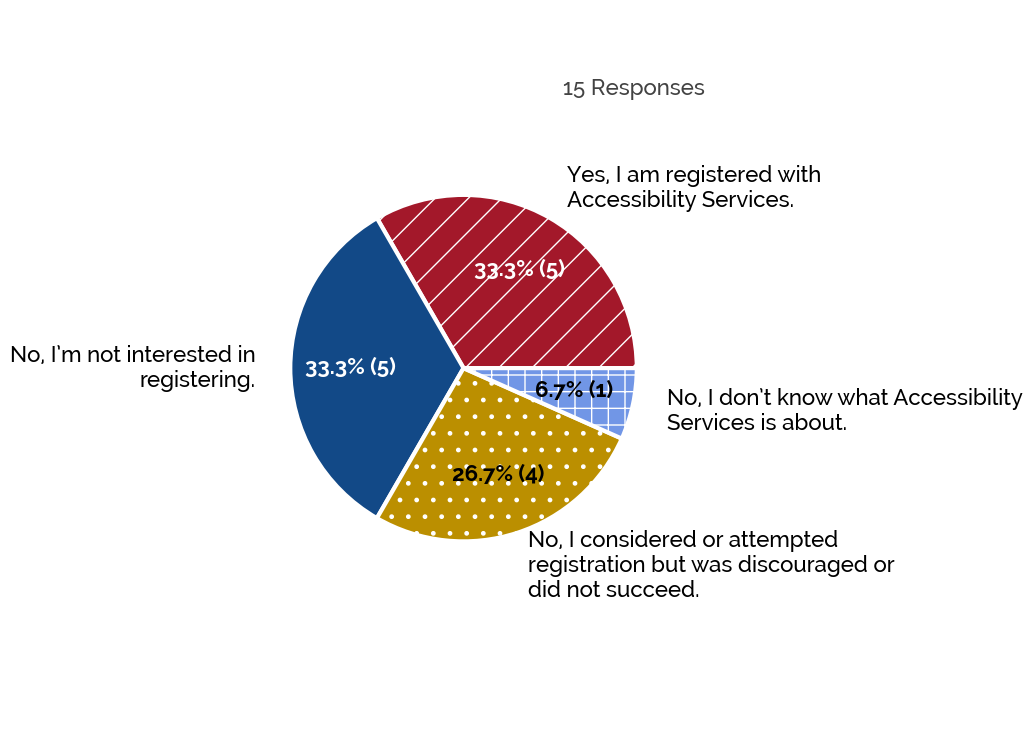 15 Responses
Yes, I am registered with
Accessibility Services.
33.3% (5)
No, I'm not interested in
registering.
33.3% (5)
6.7% (1)
No, I don't know what Accessibility
Services is about.
26.7% (4)
No, I considered or attempted
registration but was discouraged or
did not succeed.